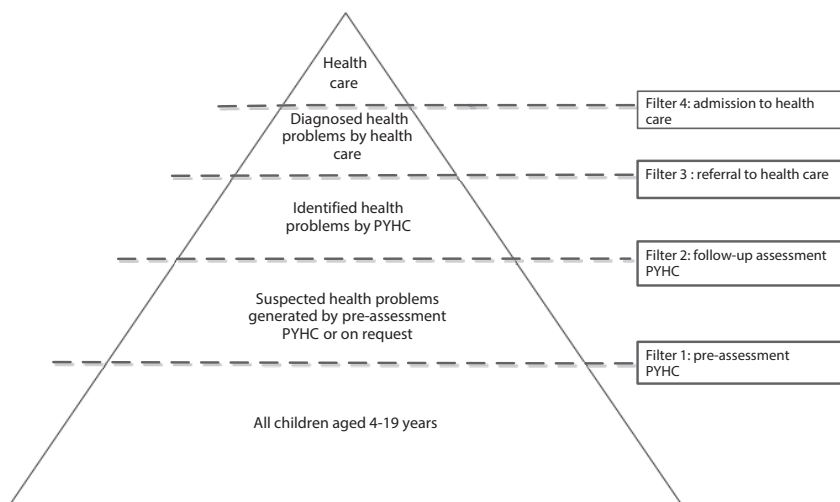 Health
care
Filter 4: admission to health
care
Diagnosed health
problems by health
care
Filter 3 : referral to health care
Identified health
problems by PYHC
Filter 2: follow-up assessment
PYHC
Suspected health problems
generated by pre-assessment
PYHC or on request
Filter 1: pre-assessment
PYHC
All children aged 4-19 years